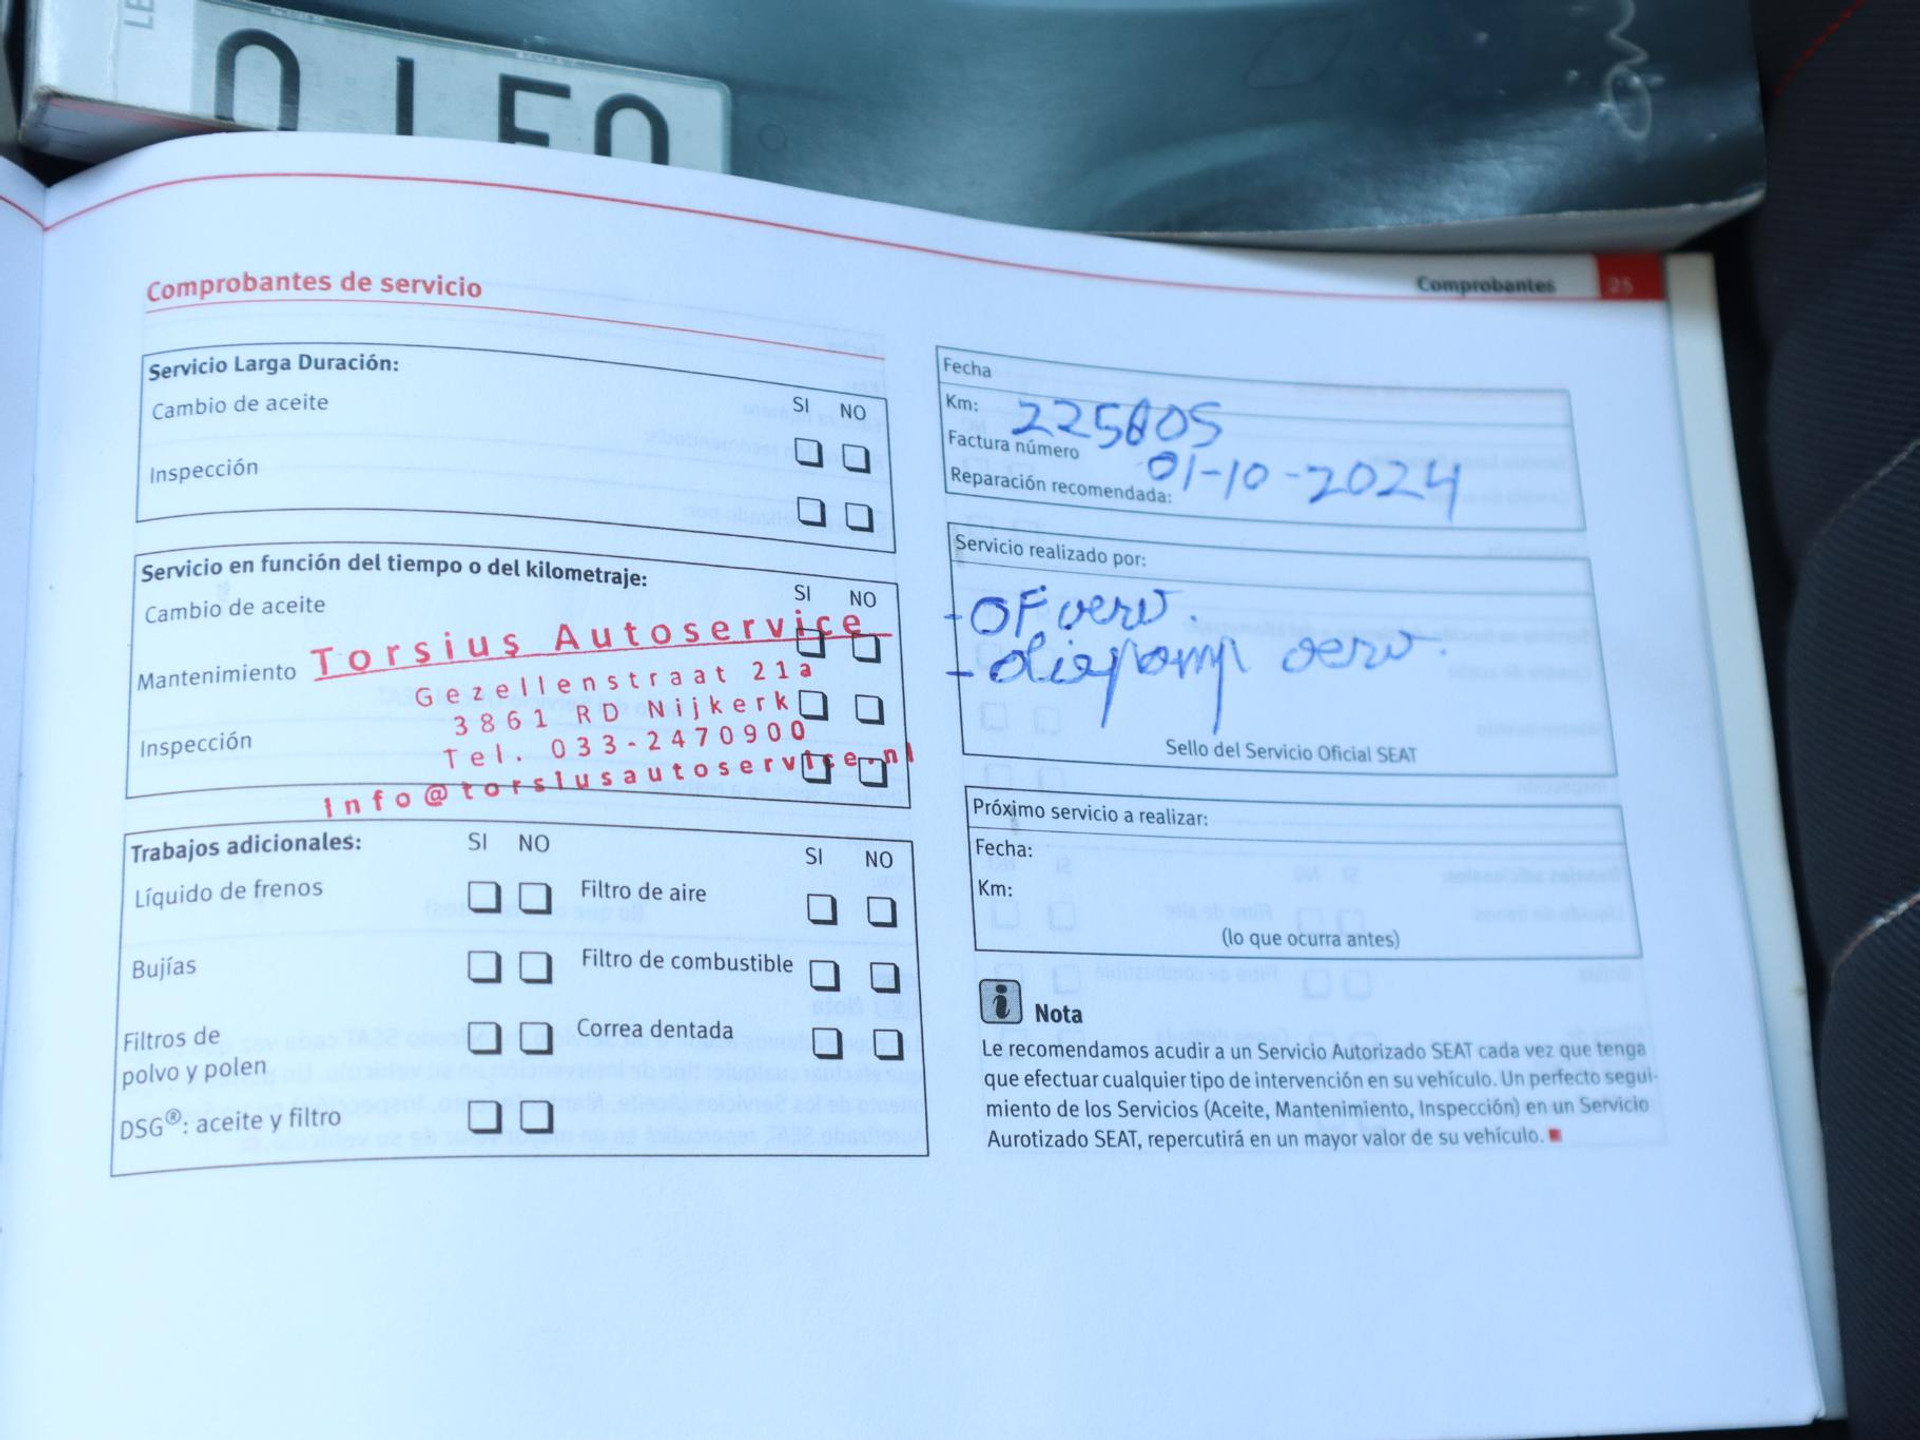 LEO
Comprobantes de servicio
Comprobantes 25
Servicio Larga Duración:
SI NO
Cambio de aceite
Inspección
Servicio en función del tiempo o del kilometraje:
SI NO
Cambio de aceite
Mantenimiento
Inspección
Torsius Autoservice
Gezellenstraat 21a
3861 RD Nijkerk
Tel. 033-2470900
Info@torsiusautoservice.nl
Trabajos adicionales:
SI NO
SI NO
Líquido de frenos
Filtro de aire
Bujías
Filtro de combustible
Filtros de
polvo y polen
Correa dentada
DSG®: aceite y filtro
Fecha
Km: 225805
Factura número
01-10-2024
Reparación recomendada:
Servicio realizado por:
- OF verv.
- verv.
Sello del Servicio Oficial SEAT
Próximo servicio a realizar:
Fecha:
Km:
(lo que ocurra antes)
i Nota
Le recomendamos acudir a un Servicio Autorizado SEAT cada vez que tenga
que efectuar cualquier tipo de intervención en su vehículo. Un perfecto segui-
miento de los Servicios (Aceite, Mantenimiento, Inspección) en un Servicio
Aurotizado SEAT, repercutirá en un mayor valor de su vehículo.